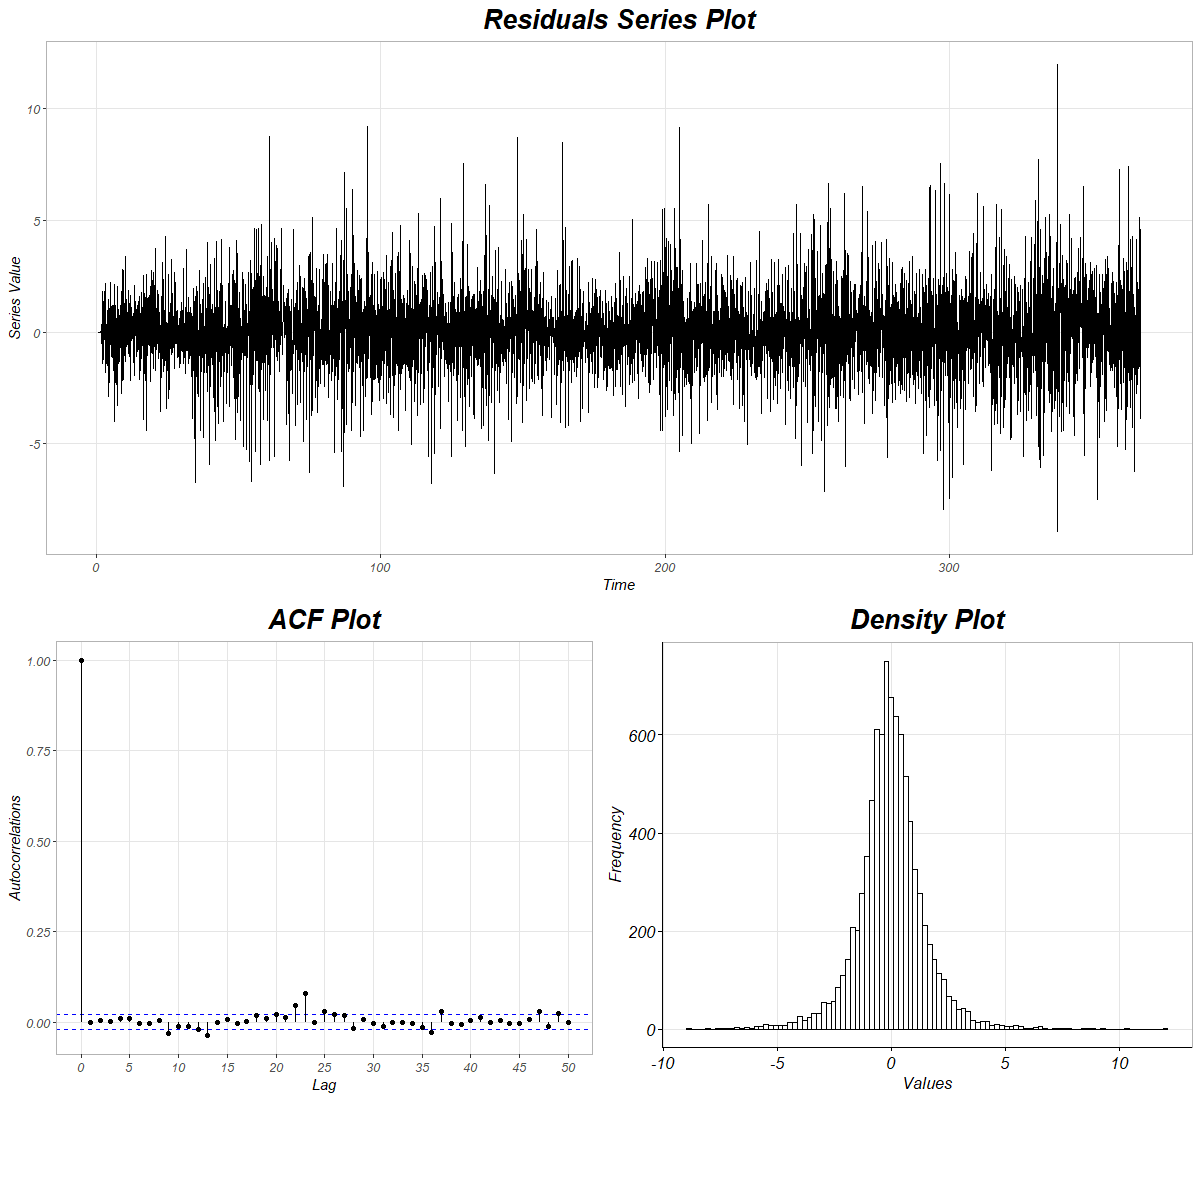 Residuals Series Plot
10
5
0
-5
Series Value
0 100 200 300
Time
ACF Plot
1.00
0.75
0.50
0.25
0.00
Autocorrelations
0 5 10 15 20 25 30 35 40 45 50
Lag
Density Plot
600
400
200
0
Frequency
-10 -5 0 5 10
Values